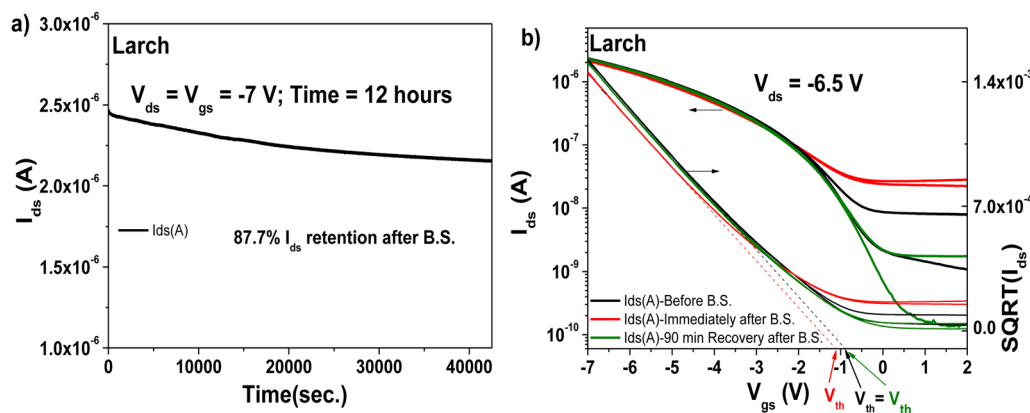 a)
3.0x10⁻⁶
2.5x10⁻⁶
2.0x10⁻⁶
1.5x10⁻⁶
1.0x10⁻⁶
I_ds (A)
Larch
V_ds = V_gs = -7 V; Time = 12 hours
Ids(A)
87.7% I_ds retention after B.S.
0 10000 20000 30000 40000
Time(sec.)
b)
Larch
V_ds = -6.5 V
10⁻⁶
10⁻⁷
10⁻⁸
10⁻⁹
10⁻¹⁰
I_ds (A)
1.4x10⁻³
7.0x10⁻⁴
0.0
SQRT(I_ds)
Ids(A)-Before B.S.
Ids(A)-Immediately after B.S.
Ids(A)-90 min Recovery after B.S.
-7 -6 -5 -4 -3 -2 -1 0 1 2
V_gs (V)
V_th V_th= V_th